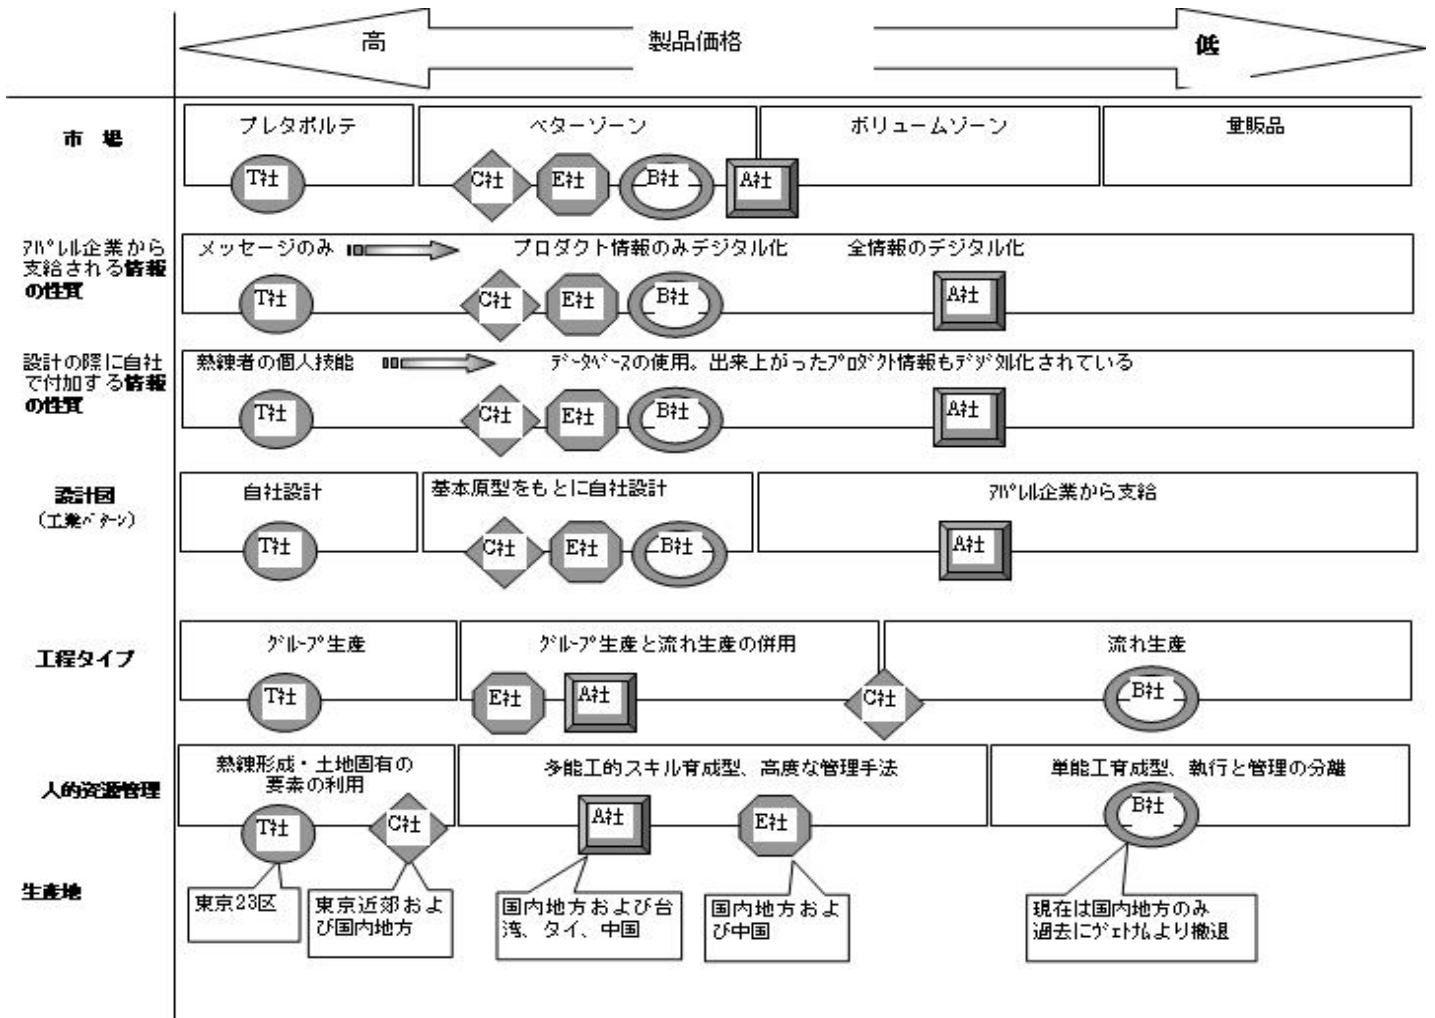 高
製品価格
低
市 場
プレタポルテ
ベターゾーン
ボリュームゾーン
量販品
T社
C社
E社
B社
A社
ｱﾊﾟﾚﾙ企業から
支給される情報
の性質
メッセージのみ
プロダクト情報のみデジタル化
全情報のデジタル化
T社
C社
E社
B社
A社
設計の際に自社
で付加する情報
の性質
熟練者の個人技能
ﾃﾞｰﾀﾍﾞｰｽの使用。出来上がったﾌﾟﾛﾀﾞｸﾄ情報もﾃﾞｼﾞﾀﾙ化されている
T社
C社
E社
B社
A社
設計図
（工業ﾊﾟﾀｰﾝ）
自社設計
基本原型をもとに自社設計
ｱﾊﾟﾚﾙ企業から支給
T社
C社
E社
B社
A社
工程タイプ
ｸﾞﾙｰﾌﾟ生産
ｸﾞﾙｰﾌﾟ生産と流れ生産の併用
流れ生産
T社
E社
A社
C社
B社
人的資源管理
熟練形成・土地固有の
要素の利用
多能工的スキル育成型、高度な管理手法
単能工育成型、執行と管理の分離
T社
C社
A社
E社
B社
生産地
東京23区
東京近郊およ
び国内地方
国内地方および台
湾、タイ、中国
国内地方およ
び中国
現在は国内地方のみ
過去にｳﾞｪﾄﾅﾑより撤退